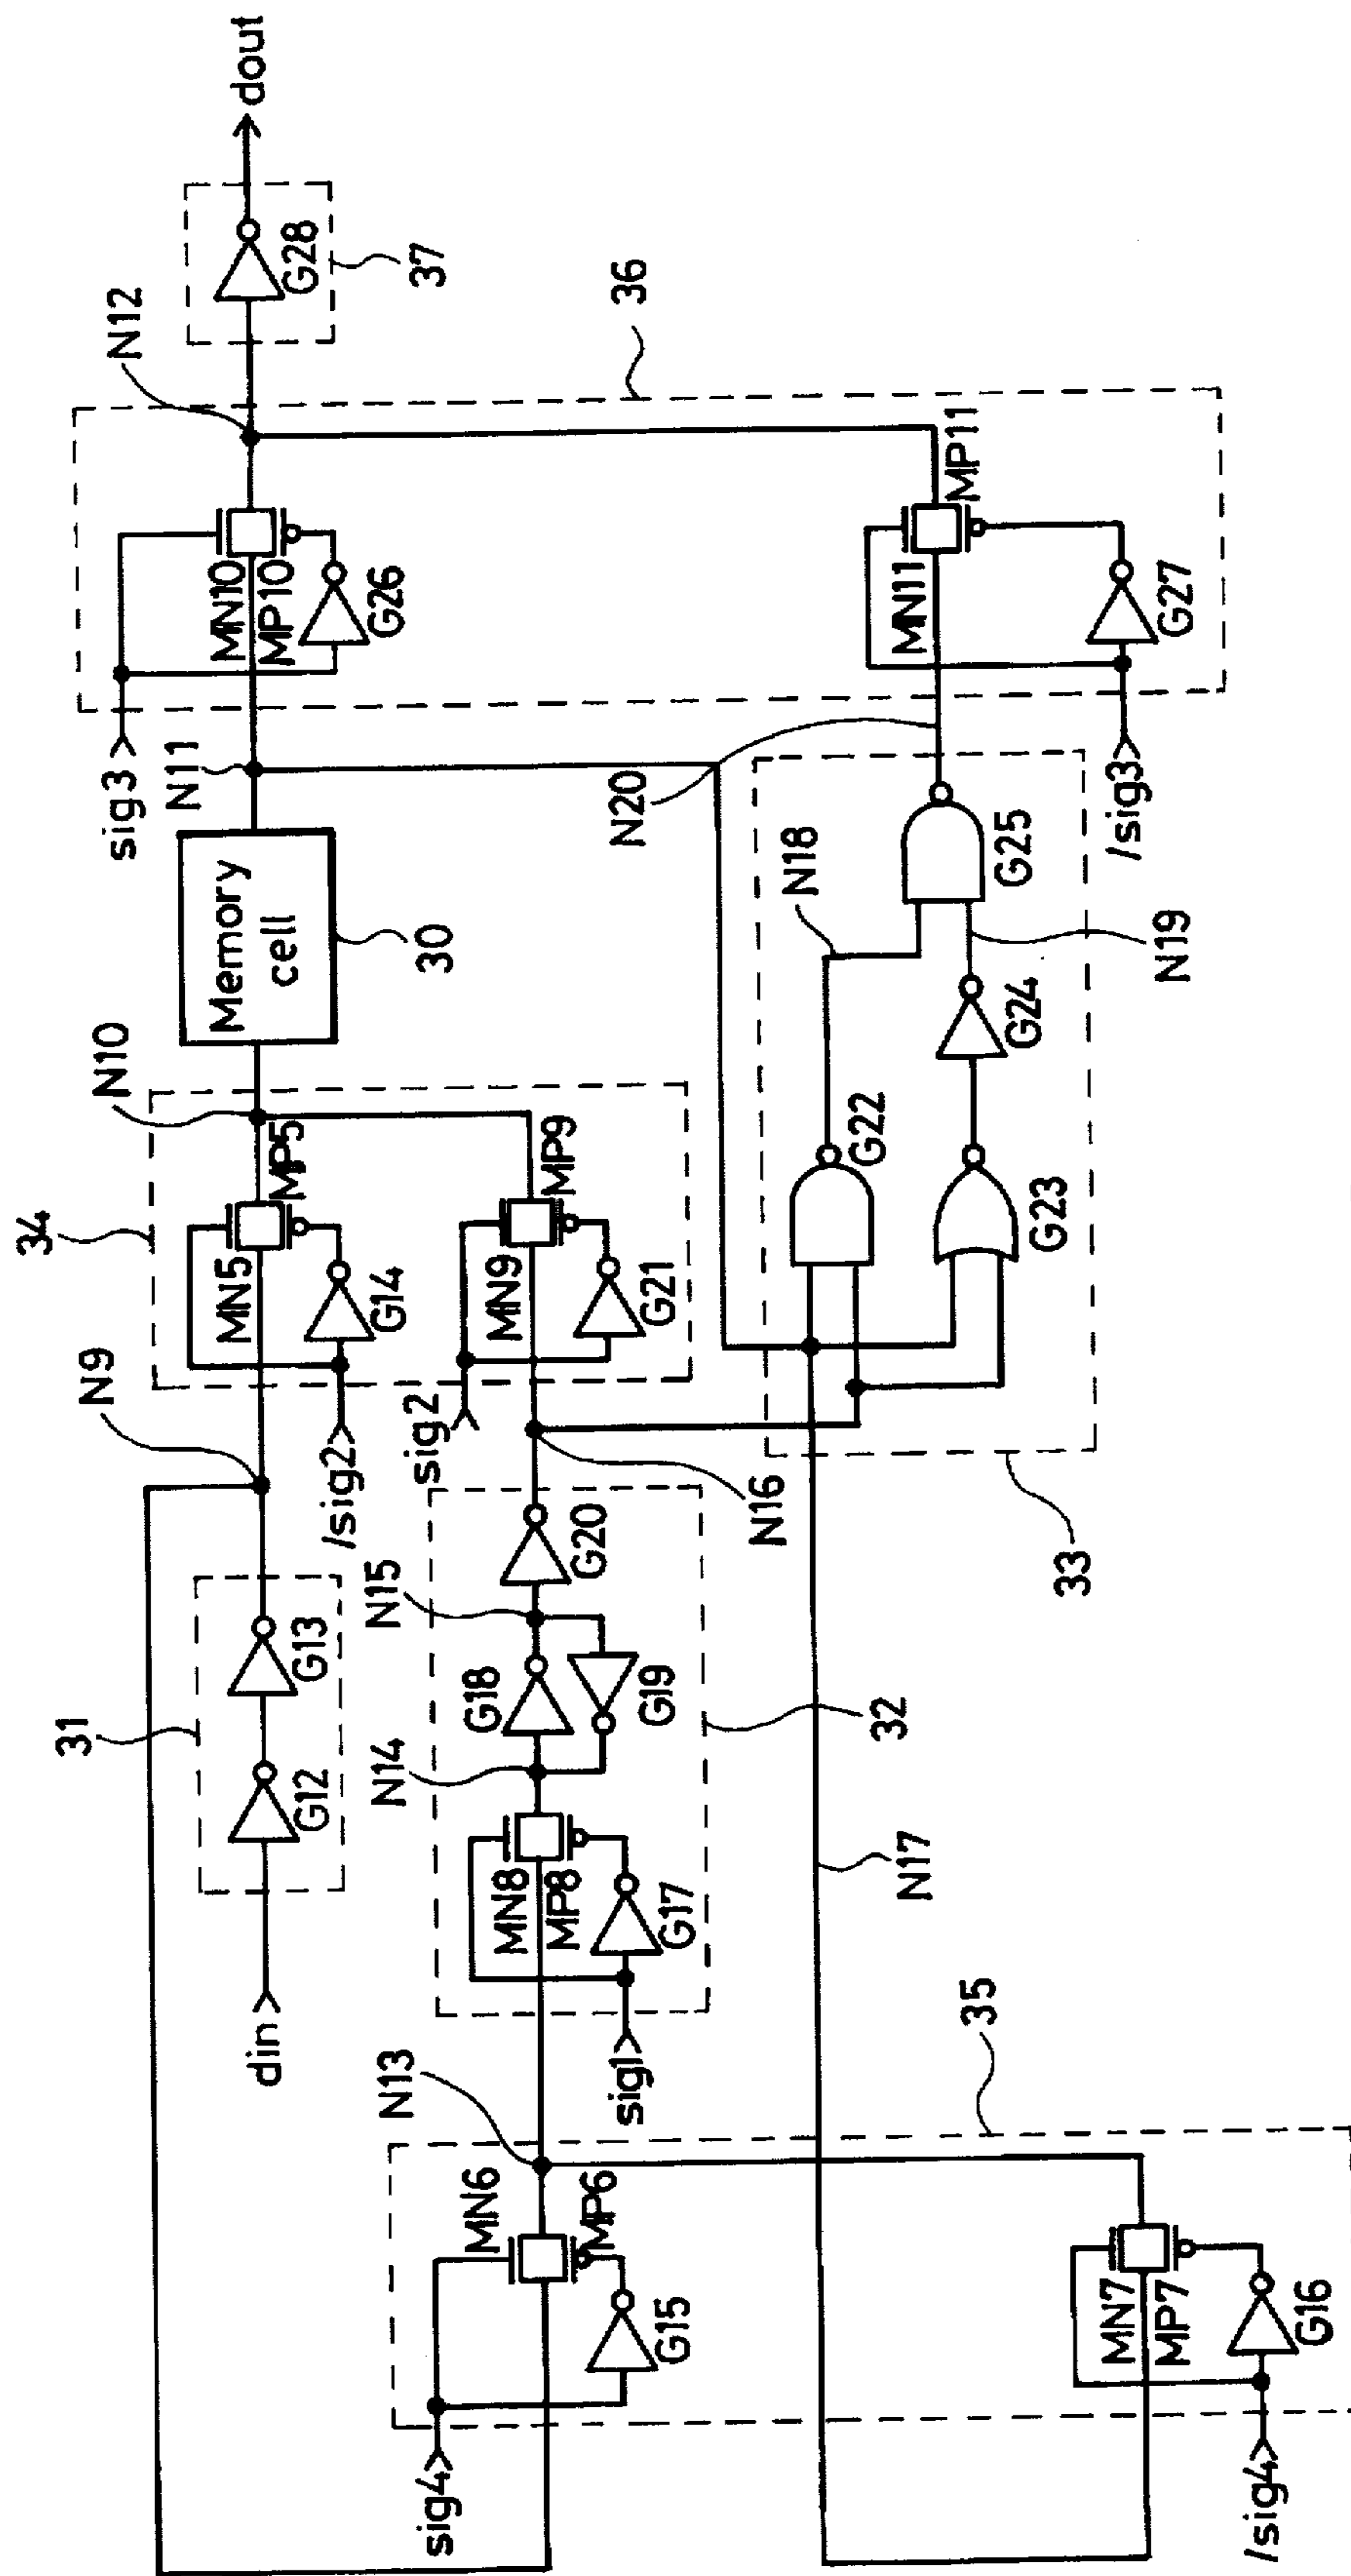 dout
G28
37
N12
36
sig3
N11
MN10
MP10
G26
MN11
MP11
G27
/sig3
N20
Memory
cell
30
N10
34
MN5
MP5
G14
/sig2
N9
sig2
MN9
MP9
G21
N18
G25
N19
G24
G22
G23
33
31
G12
G13
din
N16
G20
N15
G18
G19
N14
32
MN8
MP8
G17
sig1
N17
N13
35
MN6
MP6
G15
sig4
MN7
MP7
G16
/sig4